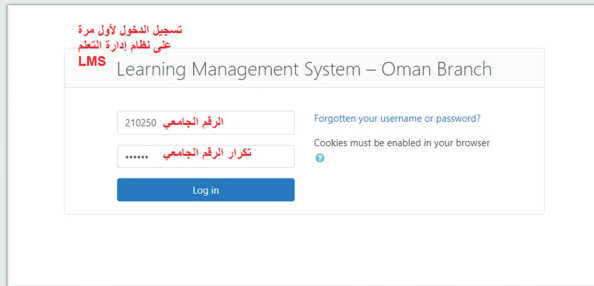 تسجيل الدخول لأول مرة
على نظام إدارة التعلم
LMS
Learning Management System – Oman Branch
210250 الرقم الجامعي
•••••• تكرار الرقم الجامعي
Log in
Forgotten your username or password?
Cookies must be enabled in your browser